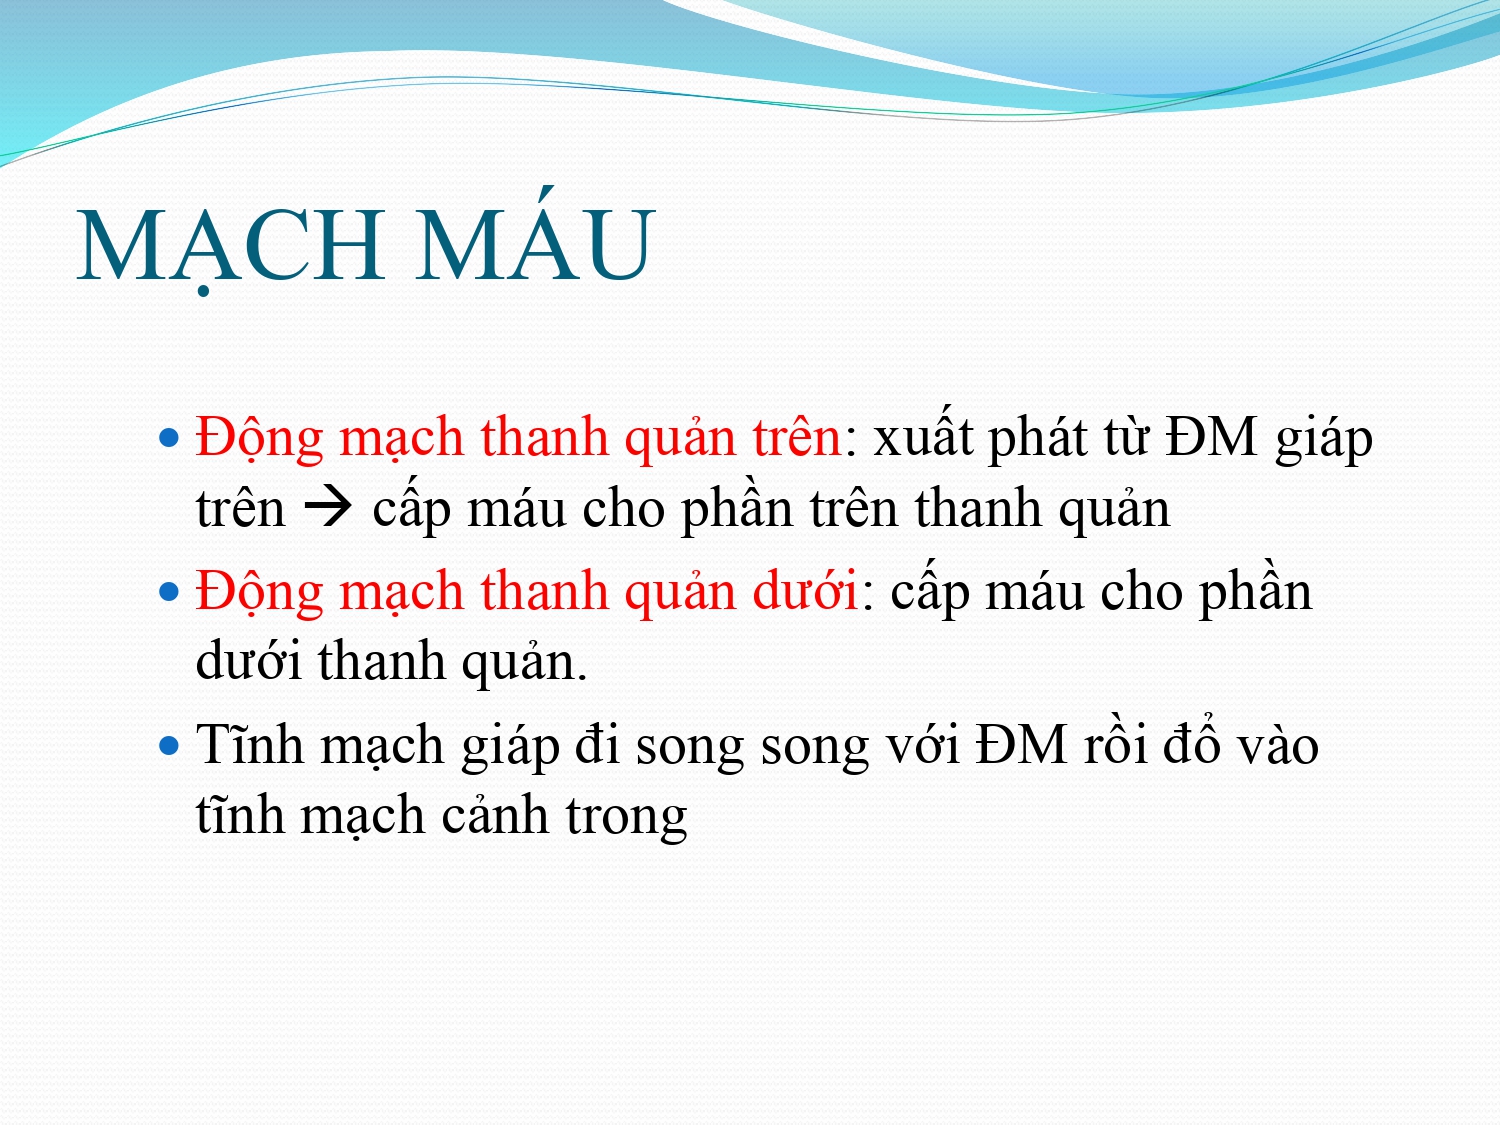 MẠCH MÁU
• Động mạch thanh quản trên: xuất phát từ ĐM giáp
trên → cấp máu cho phần trên thanh quản
• Động mạch thanh quản dưới: cấp máu cho phần
dưới thanh quản.
• Tĩnh mạch giáp đi song song với ĐM rồi đổ vào
tĩnh mạch cảnh trong